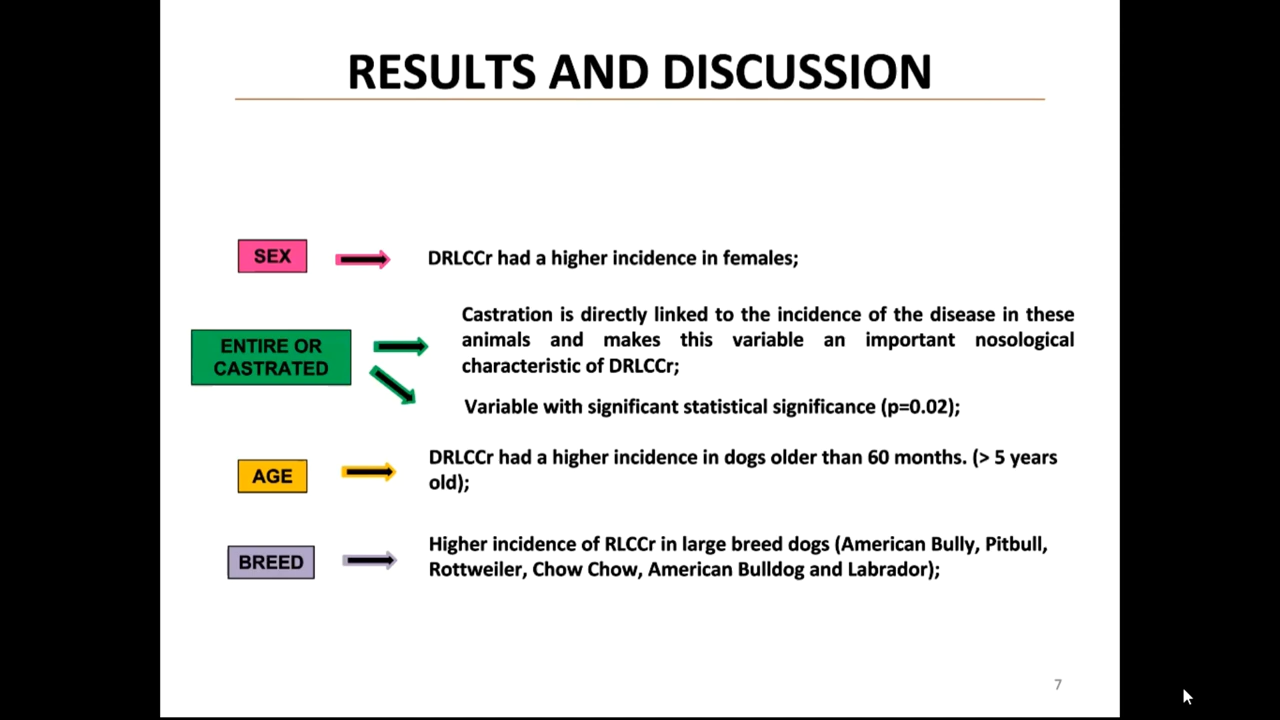 RESULTS AND DISCUSSION
SEX
DRLCCr had a higher incidence in females;
ENTIRE OR
CASTRATED
Castration is directly linked to the incidence of the disease in these
animals and makes this variable an important nosological
characteristic of DRLCCr;
Variable with significant statistical significance (p=0.02);
AGE
DRLCCr had a higher incidence in dogs older than 60 months. (> 5 years
old);
BREED
Higher incidence of RLCCr in large breed dogs (American Bully, Pitbull,
Rottweiler, Chow Chow, American Bulldog and Labrador);
7